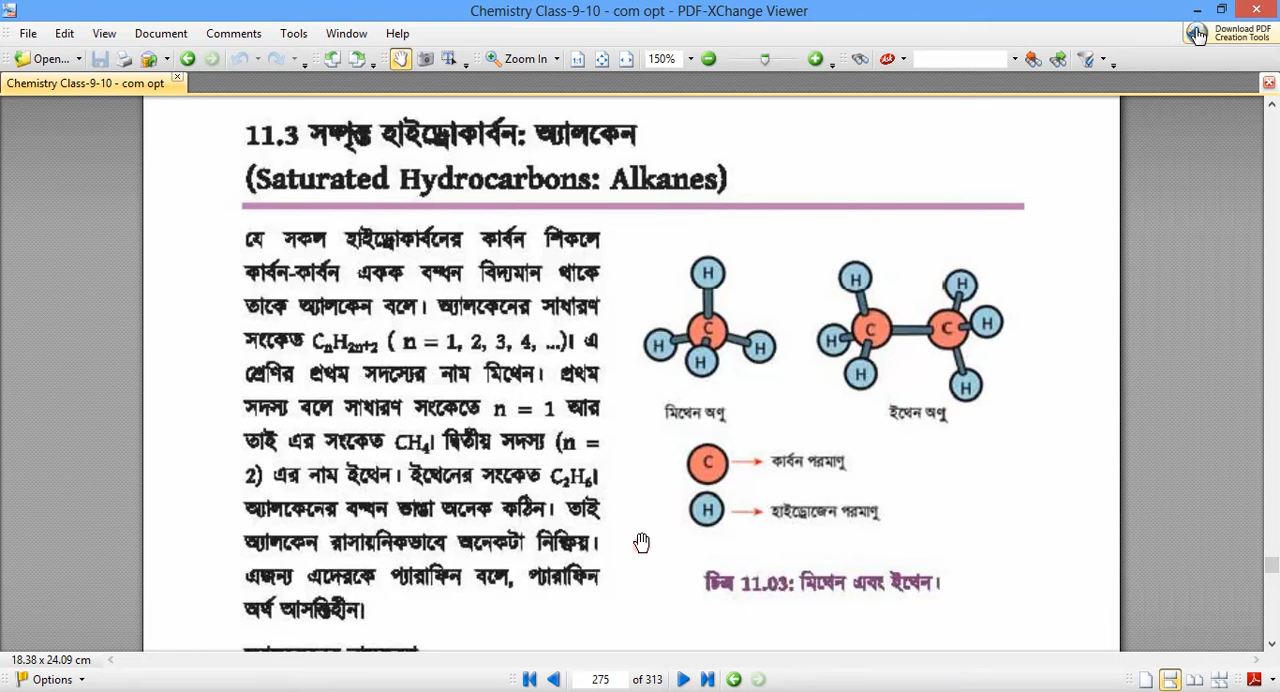 Chemistry Class-9-10 - com opt - PDF-XChange Viewer
File Edit View Document Comments Tools Window Help
Download PDF
Creation Tools
Open... Zoom In 150%
Chemistry Class-9-10 - com opt
11.3 সম্পৃক্ত হাইড্রোকার্বন: অ্যালকেন
(Saturated Hydrocarbons: Alkanes)
যে সকল হাইড্রোকার্বনের কার্বন শিকলে
কার্বন-কার্বন একক বন্ধন বিদ্যমান থাকে
তাকে অ্যালকেন বলে। অ্যালকেনের সাধারণ
সংকেত CₙH₂ₙ₊₂ ( n = 1, 2, 3, 4, ...)। এ
শ্রেণির প্রথম সদস্যের নাম মিথেন। প্রথম
সদস্য বলে সাধারণ সংকেতে n = 1 আর
তাই এর সংকেত CH₄। দ্বিতীয় সদস্য (n =
2) এর নাম ইথেন। ইথেনের সংকেত C₂H₆।
অ্যালকেনের বন্ধন ভাঙা অনেক কঠিন। তাই
অ্যালকেন রাসায়নিকভাবে অনেকটা নিষ্ক্রিয়।
এজন্য এদেরকে প্যারাফিন বলে, প্যারাফিন
অর্থ আসক্তিহীন।
H
C
H H H
H H
H C C H
H H
মিথেন অণু ইথেন অণু
C কার্বন পরমাণু
H হাইড্রোজেন পরমাণু
চিত্র 11.03: মিথেন এবং ইথেন।
18.38 x 24.09 cm
Options 275 of 313